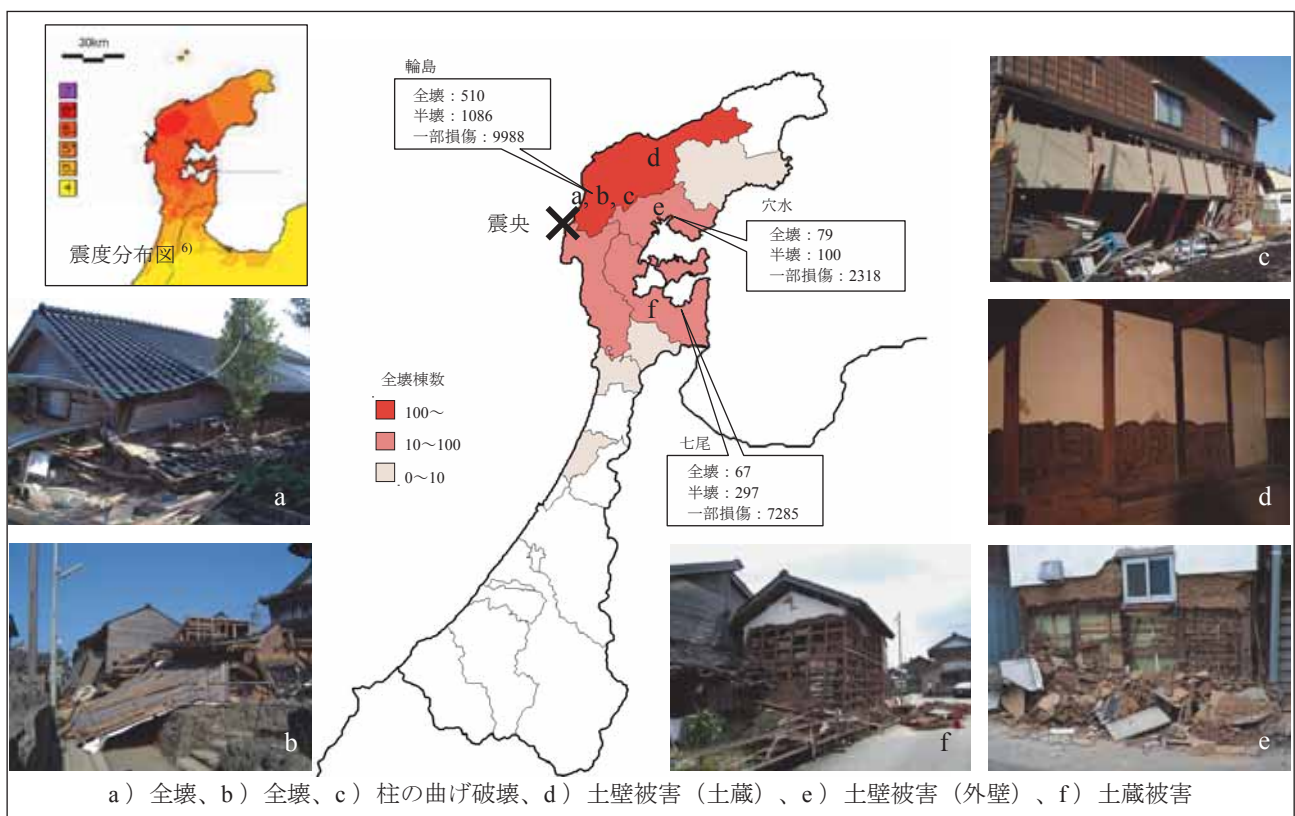 30km
7
4
震度分布図 6)
輪島
全壊：510
半壊：1086
一部損傷：9988
d
a, b, c
e
震央
穴水
全壊：79
半壊：100
一部損傷：2318
c
f
全壊棟数
100～
10～100
0～10
七尾
全壊：67
半壊：297
一部損傷：7285
a
d
b
f
e
a ） 全壊、b ） 全壊、c ） 柱の曲げ破壊、d ） 土壁被害（土蔵）、e ） 土壁被害（外壁）、f ） 土蔵被害